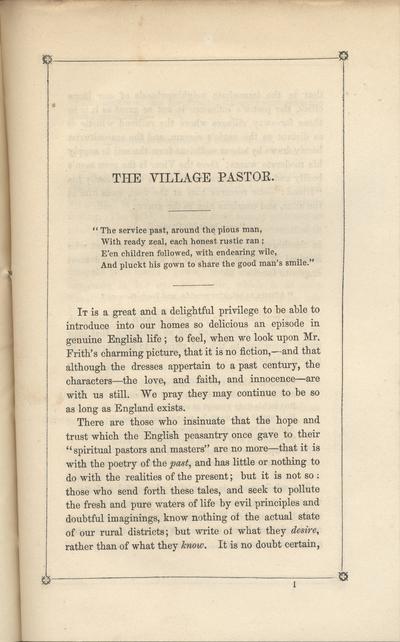 THE VILLAGE PASTOR.
"The service past, around the pious man,
With ready zeal, each honest rustic ran;
E'en children followed, with endearing wile,
And pluckt his gown to share the good man's smile."
It is a great and a delightful privilege to be able to
introduce into our homes so delicious an episode in
genuine English life; to feel, when we look upon Mr.
Frith's charming picture, that it is no fiction,—and that
although the dresses appertain to a past century, the
characters—the love, and faith, and innocence—are
with us still. We pray they may continue to be so
as long as England exists.
There are those who insinuate that the hope and
trust which the English peasantry once gave to their
"spiritual pastors and masters" are no more—that it is
with the poetry of the past, and has little or nothing to
do with the realities of the present; but it is not so:
those who send forth these tales, and seek to pollute
the fresh and pure waters of life by evil principles and
doubtful imaginings, know nothing of the actual state
of our rural districts; but write of what they desire,
rather than of what they know. It is no doubt certain,
1